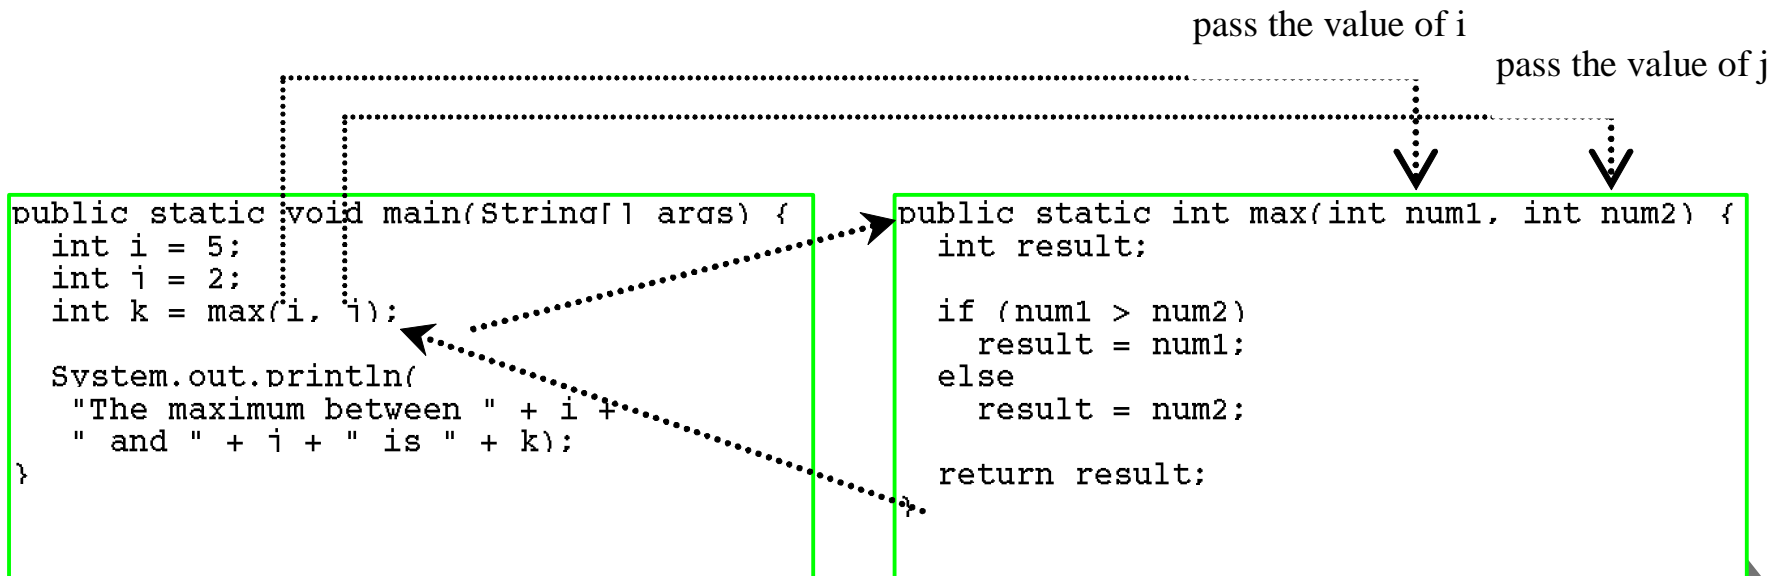 pass the value of i
pass the value of j
public static void main(String[] args) {
  int i = 5;
  int j = 2;
  int k = max(i, j);

  System.out.println(
   "The maximum between " + i +
   " and " + j + " is " + k);
}
public static int max(int num1, int num2) {
  int result;

  if (num1 > num2)
    result = num1;
  else
    result = num2;

  return result;
}